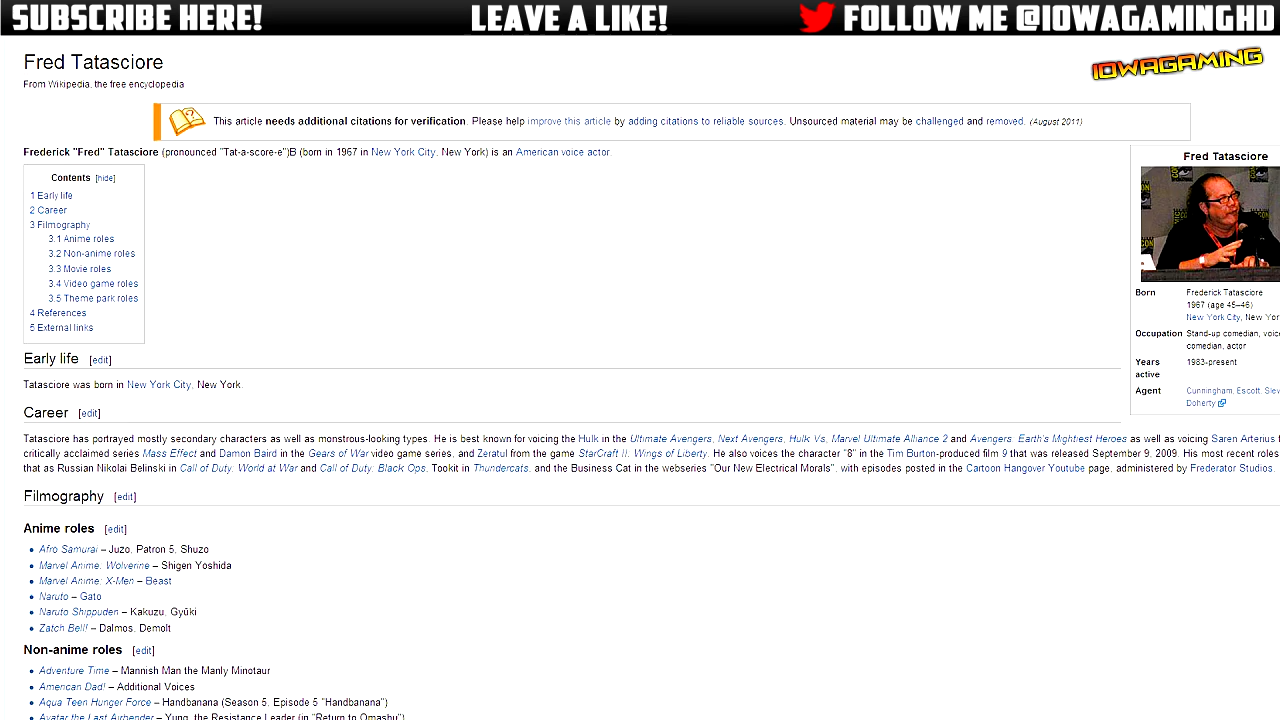 SUBSCRIBE HERE!
LEAVE A LIKE!
FOLLOW ME @IOWAGAMINGHD
IOWAGAMING
Fred Tatasciore
From Wikipedia, the free encyclopedia
This article needs additional citations for verification. Please help improve this article by adding citations to reliable sources. Unsourced material may be challenged and removed. (August 2011)
Frederick "Fred" Tatasciore (pronounced "Tat-a-score-e")B (born in 1967 in New York City, New York) is an American voice actor.
Contents [hide]
1 Early life
2 Career
3 Filmography
3.1 Anime roles
3.2 Non-anime roles
3.3 Movie roles
3.4 Video game roles
3.5 Theme park roles
4 References
5 External links
Fred Tatasciore
Born Frederick Tatasciore
1967 (age 45–46)
New York City, New Yor
Occupation Stand-up comedian, voice
comedian, actor
Years active 1983-present
Agent Cunningham, Escott, Slev
Doherty
Early life [edit]
Tatasciore was born in New York City, New York.
Career [edit]
Tatasciore has portrayed mostly secondary characters as well as monstrous-looking types. He is best known for voicing the Hulk in the Ultimate Avengers, Next Avengers, Hulk Vs, Marvel Ultimate Alliance 2 and Avengers: Earth's Mightiest Heroes as well as voicing Saren Arterius f
critically acclaimed series Mass Effect and Damon Baird in the Gears of War video game series, and Zeratul from the game StarCraft II: Wings of Liberty. He also voices the character "8" in the Tim Burton-produced film 9 that was released September 9, 2009. His most recent roles
that as Russian Nikolai Belinski in Call of Duty: World at War and Call of Duty: Black Ops, Tookit in Thundercats, and the Business Cat in the webseries "Our New Electrical Morals", with episodes posted in the Cartoon Hangover Youtube page, administered by Frederator Studios.
Filmography [edit]
Anime roles [edit]
Afro Samurai – Juzo, Patron 5, Shuzo
Marvel Anime: Wolverine – Shigen Yoshida
Marvel Anime: X-Men – Beast
Naruto – Gato
Naruto Shippuden – Kakuzu, Gyūki
Zatch Bell! – Dalmos, Demolt
Non-anime roles [edit]
Adventure Time – Mannish Man the Manly Minotaur
American Dad! – Additional Voices
Aqua Teen Hunger Force – Handbanana (Season 5, Episode 5 "Handbanana")
Avatar the Last Airbender – Yung, the Resistance Leader (in "Return to Omashu")